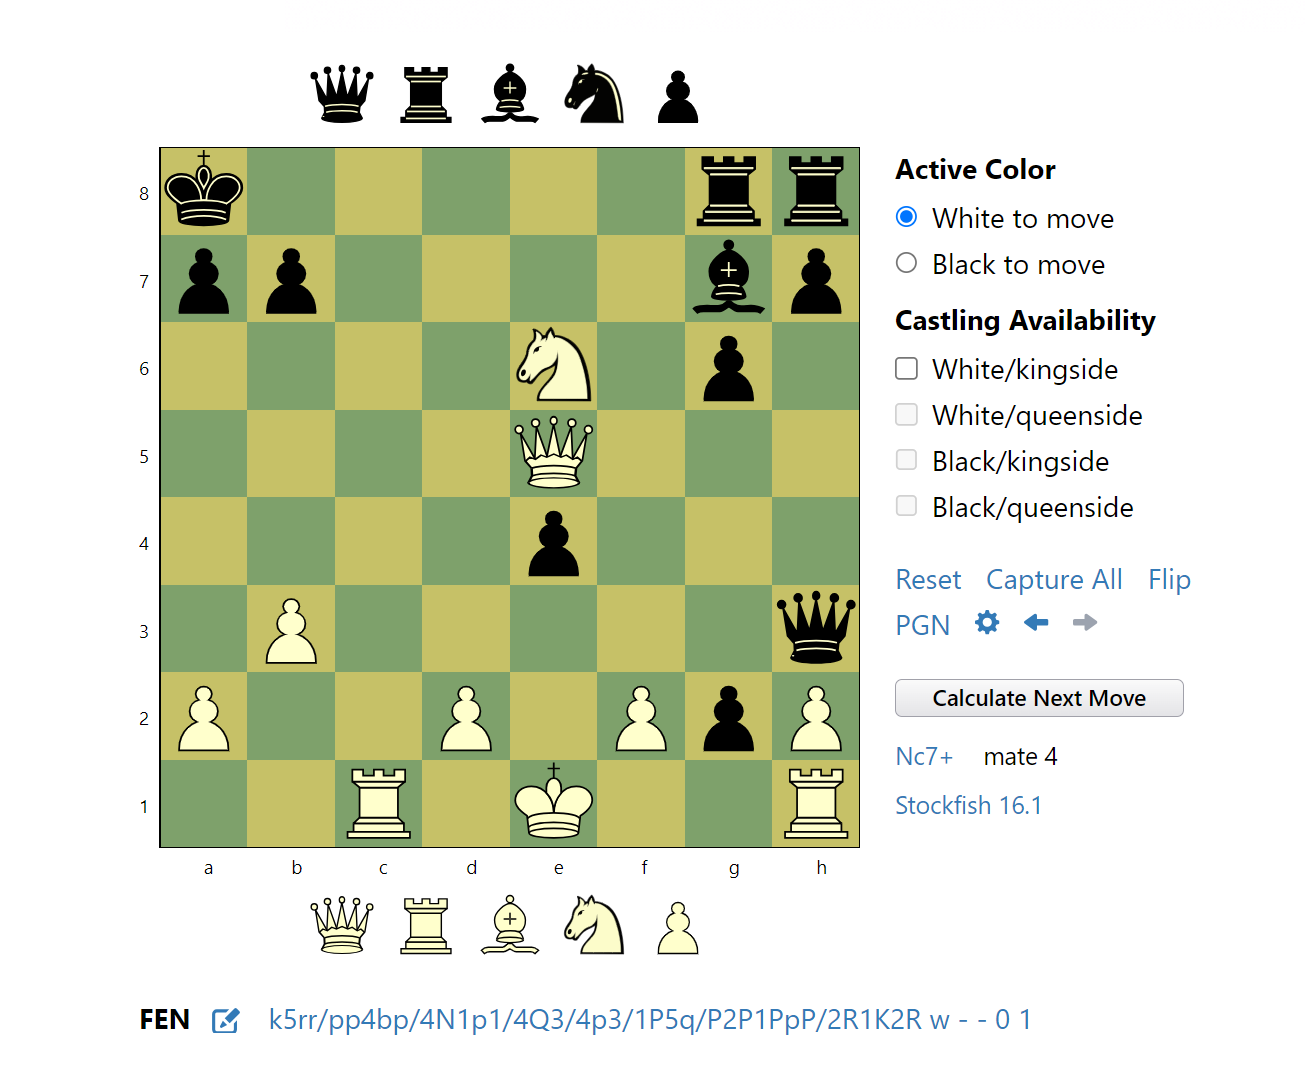 8
7
6
5
4
3
2
1
a b c d e f g h
Active Color
White to move
Black to move
Castling Availability
White/kingside
White/queenside
Black/kingside
Black/queenside
Reset Capture All Flip
PGN
Calculate Next Move
Nc7+ mate 4
Stockfish 16.1
FEN k5rr/pp4bp/4N1p1/4Q3/4p3/1P5q/P2P1PpP/2R1K2R w - - 0 1